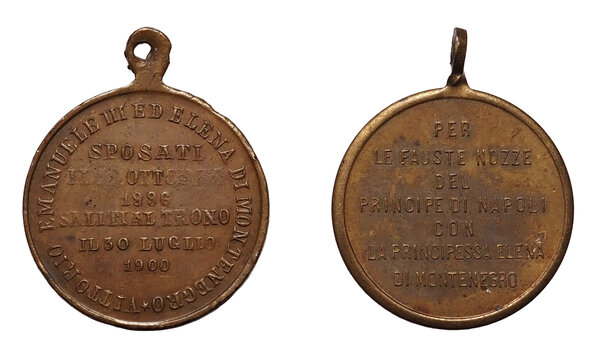 VITTORIO EMANUELE III ED ELENA DI MONTENEGRO
SPOSATI
OTTOBRE
1896
SALITI AL TRONO
IL 30 LUGLIO
1900
PER
LE FAUSTE NOZZE
DEL
PRINCIPE DI NAPOLI
CON
LA PRINCIPESSA ELENA
DI MONTENEGRO